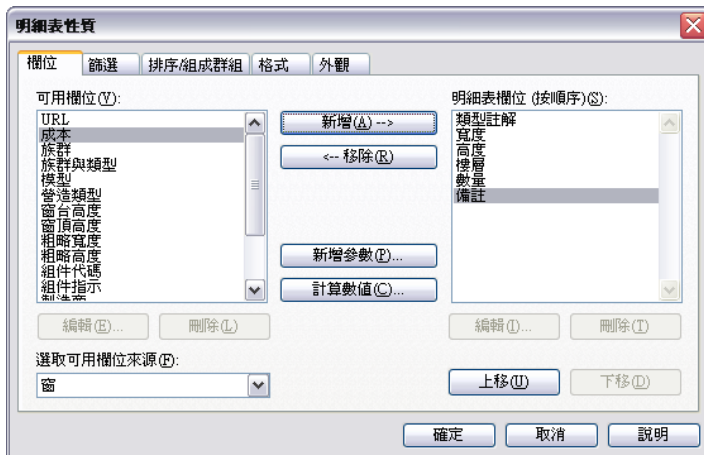 明細表性質
欄位
篩選
排序/組成群組
格式
外觀
可用欄位(V):
URL
成本
族群
族群與類型
模型
營造類型
窗台高度
窗頂高度
粗略寬度
粗略高度
組件代碼
組件指示
製造商
新增(A) -->
<-- 移除(R)
新增參數(P)...
計算數值(C)...
明細表欄位 (按順序)(S):
類型註解
寬度
高度
樓層
數量
備註
編輯(E)...
刪除(L)
編輯(I)...
刪除(T)
選取可用欄位來源(F):
窗
上移(U)
下移(D)
確定
取消
說明